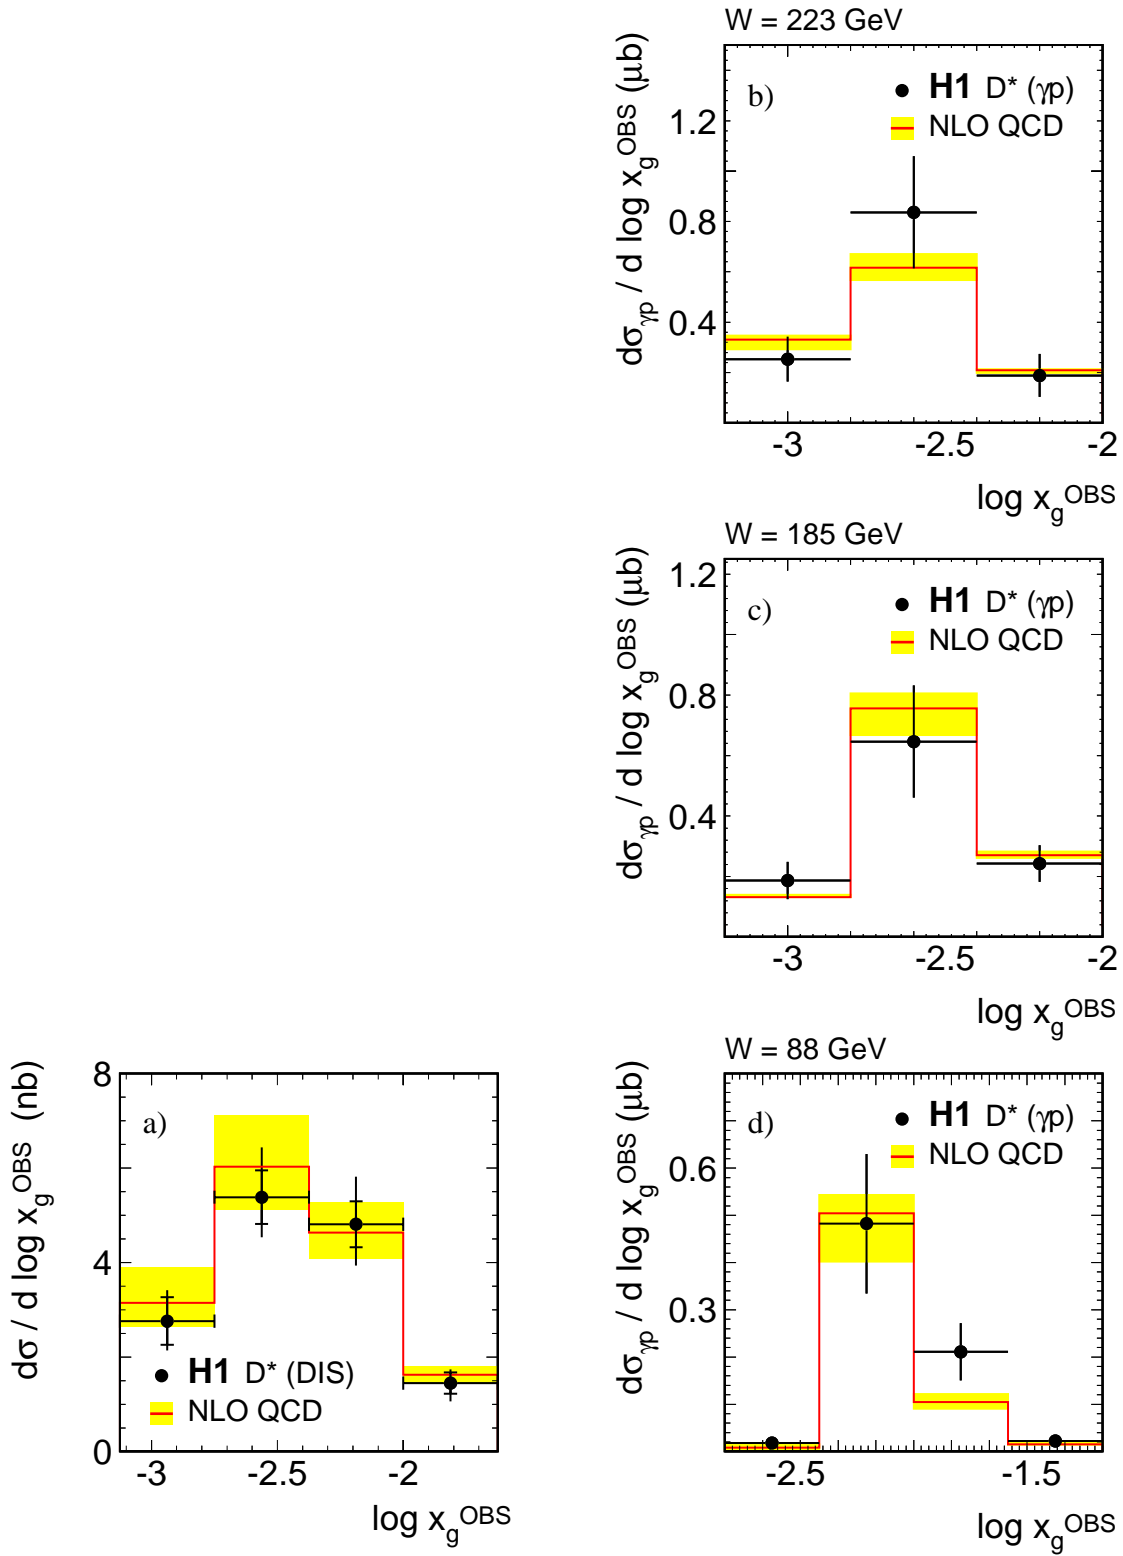 W = 223 GeV
dσγp / d log xgOBS (μb)
b)
H1 D* (γp)
NLO QCD
1.2
0.8
0.4
-3 -2.5 -2
log xgOBS
W = 185 GeV
dσγp / d log xgOBS (μb)
c)
H1 D* (γp)
NLO QCD
1.2
0.8
0.4
-3 -2.5 -2
log xgOBS
dσ / d log xgOBS (nb)
a)
8
4
0
H1 D* (DIS)
NLO QCD
-3 -2.5 -2
log xgOBS
W = 88 GeV
dσγp / d log xgOBS (μb)
d)
H1 D* (γp)
NLO QCD
0.6
0.3
-2.5 -1.5
log xgOBS